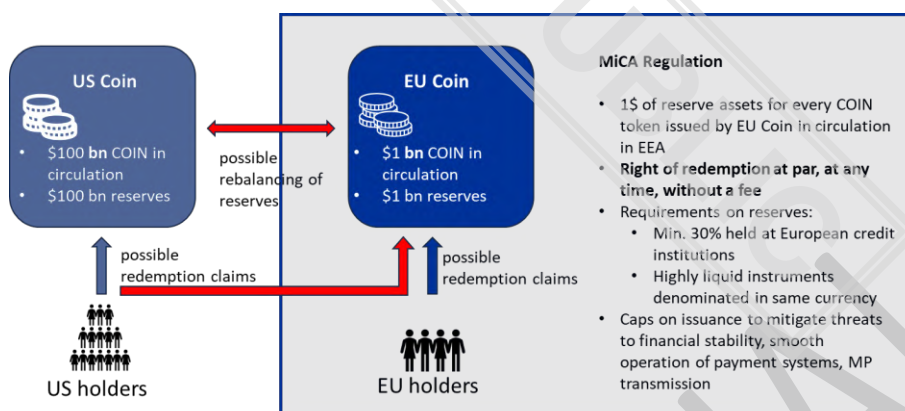 US Coin
• $100 bn COIN in
circulation
• $100 bn reserves
possible
rebalancing of
reserves
EU Coin
• $1 bn COIN in
circulation
• $1 bn reserves
possible
redemption claims
possible
redemption claims
US holders
EU holders
MiCA Regulation
• 1$ of reserve assets for every COIN
token issued by EU Coin in circulation
in EEA
• Right of redemption at par, at any
time, without a fee
• Requirements on reserves:
• Min. 30% held at European credit
institutions
• Highly liquid instruments
denominated in same currency
• Caps on issuance to mitigate threats
to financial stability, smooth
operation of payment systems, MP
transmission